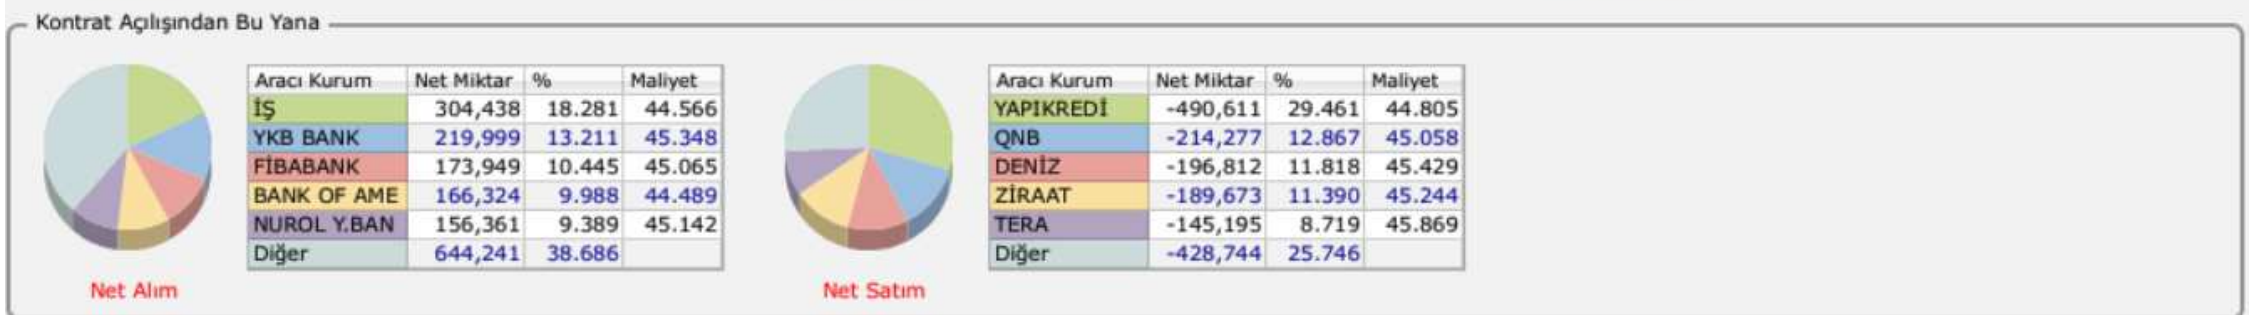 Kontrat Açılışından Bu Yana
Aracı Kurum Net Miktar % Maliyet
İŞ 304,438 18.281 44.566
YKB BANK 219,999 13.211 45.348
FİBABANK 173,949 10.445 45.065
BANK OF AME 166,324 9.988 44.489
NUROL Y.BAN 156,361 9.389 45.142
Diğer 644,241 38.686
Net Alım
Aracı Kurum Net Miktar % Maliyet
YAPIKREDİ -490,611 29.461 44.805
QNB -214,277 12.867 45.058
DENİZ -196,812 11.818 45.429
ZİRAAT -189,673 11.390 45.244
TERA -145,195 8.719 45.869
Diğer -428,744 25.746
Net Satım